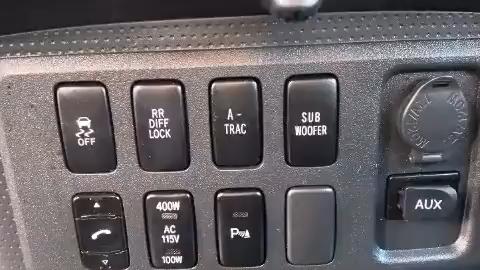 OFF
RR
DIFF
LOCK
A -
TRAC
SUB
WOOFER
400W
AC
115V
100W
P
AUX